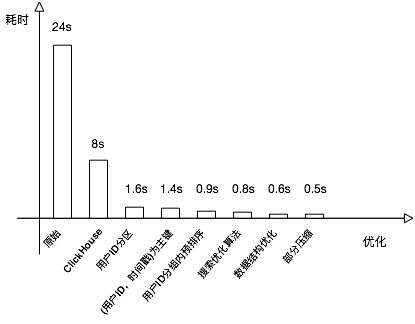 耗时
24s
8s
1.6s
1.4s
0.9s
0.8s
0.6s
0.5s
原始
ClickHouse
用户ID分区
(用户ID，时间戳)为主键
用户ID分组内预排序
搜索优化算法
数据结构优化
部分压缩
优化